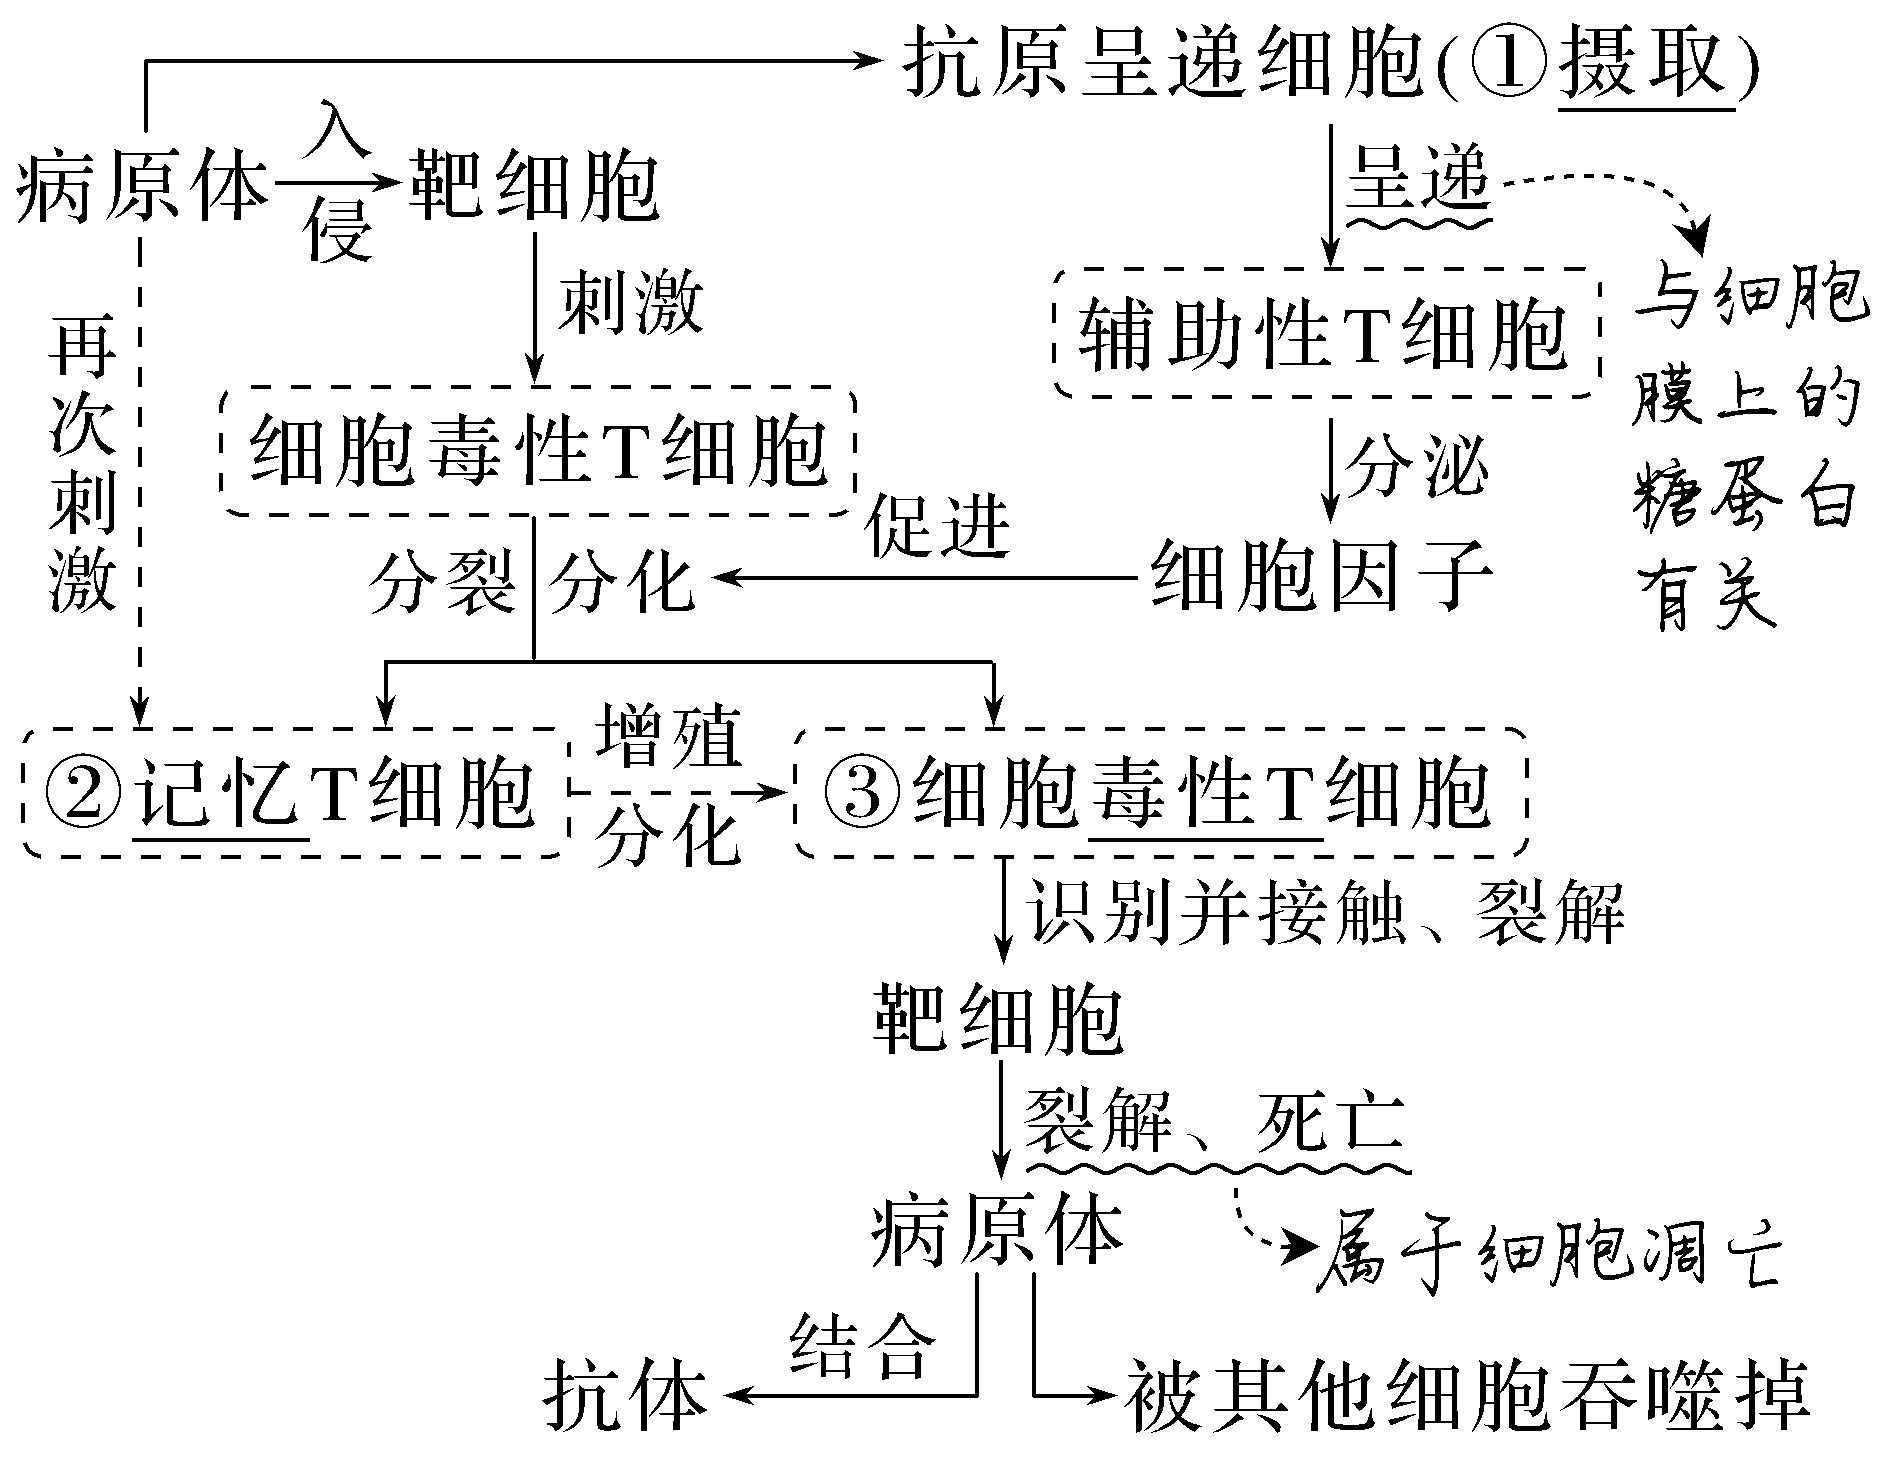 抗原呈递细胞(①摄取)
入
病原体
侵
靶细胞
呈递
与细胞
膜上的
糖蛋白
有关
刺激
辅助性T细胞
再次刺激
细胞毒性T细胞
分泌
促进
分裂
分化
细胞因子
②记忆T细胞
增殖
分化
③细胞毒性T细胞
识别并接触、裂解
靶细胞
裂解、死亡
病原体
属于细胞凋亡
结合
抗体
被其他细胞吞噬掉